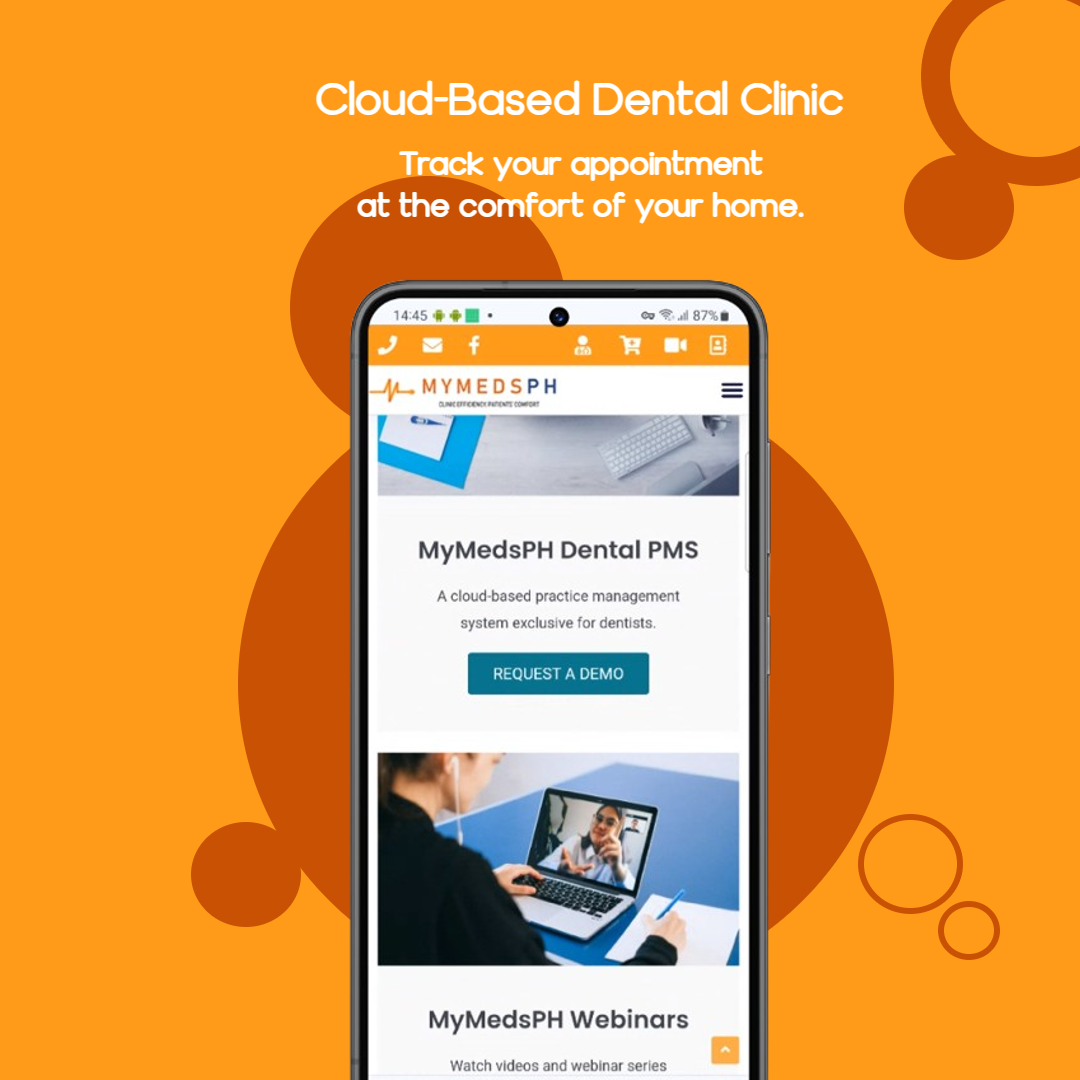 Cloud-Based Dental Clinic
Track your appointment
at the comfort of your home.
14:45
87%
MYMEDSPH
CLINIC EFFICIENCY. PATIENTS' COMFORT
MyMedsPH Dental PMS
A cloud-based practice management
system exclusive for dentists.
REQUEST A DEMO
MyMedsPH Webinars
Watch videos and webinar series